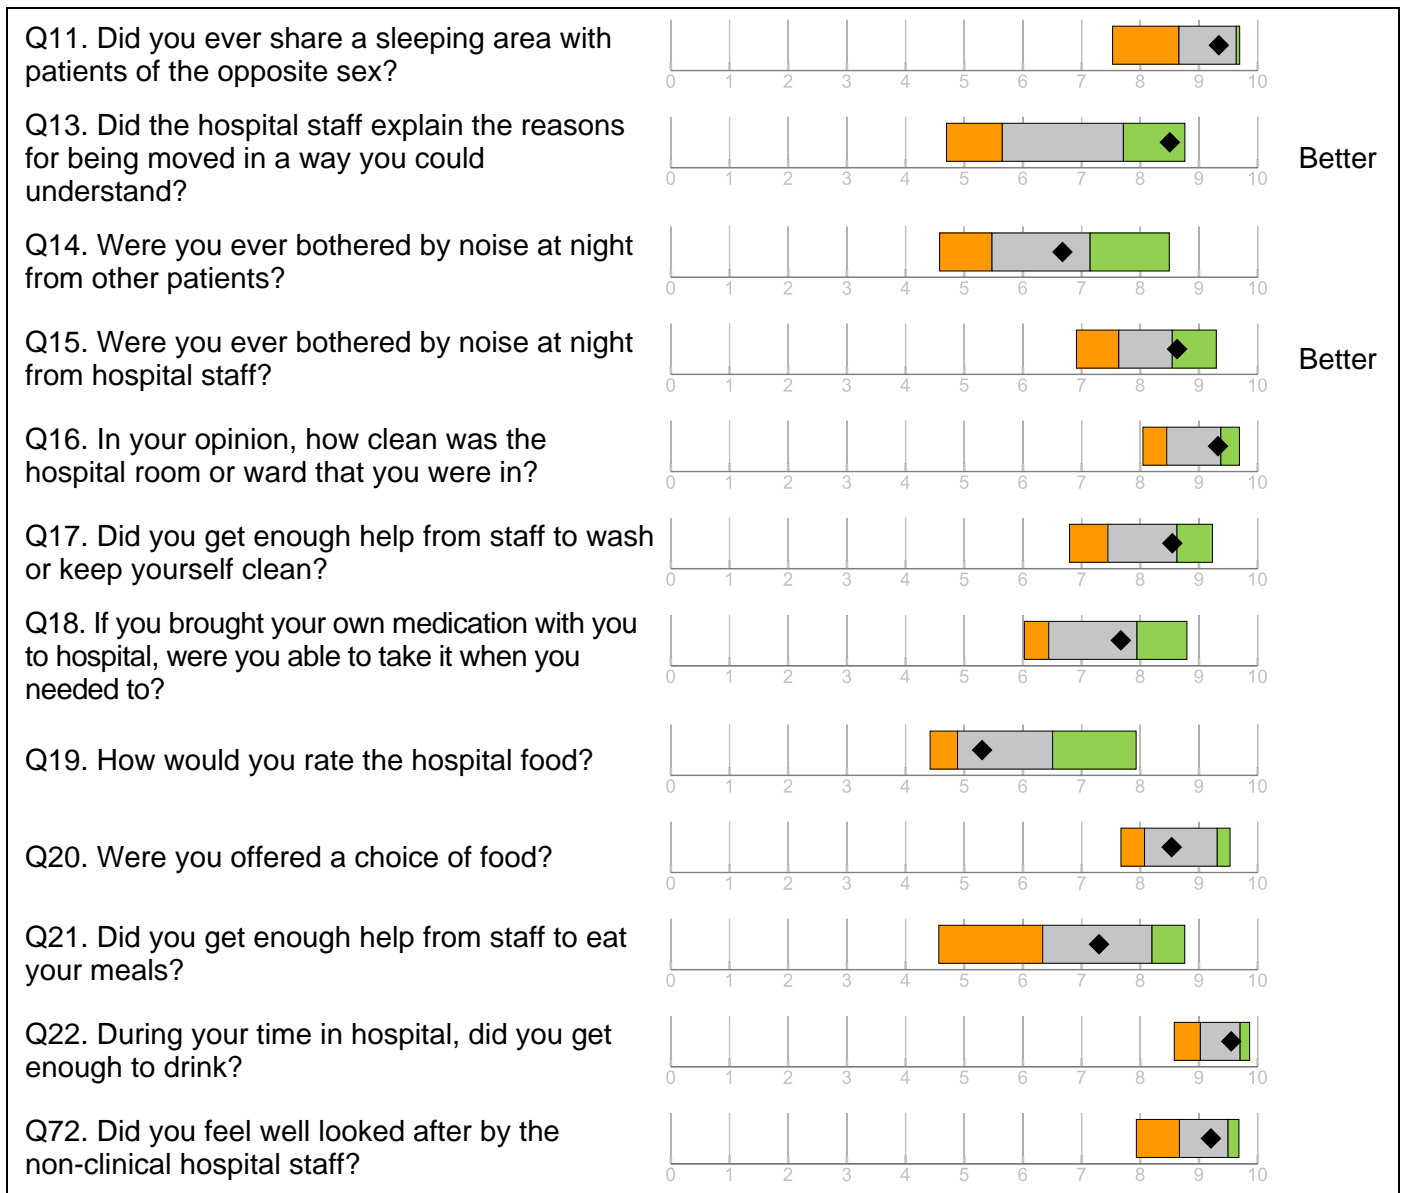 Q11. Did you ever share a sleeping area with
patients of the opposite sex?
0 1 2 3 4 5 6 7 8 9 10
Q13. Did the hospital staff explain the reasons
for being moved in a way you could
understand?
0 1 2 3 4 5 6 7 8 9 10
Better
Q14. Were you ever bothered by noise at night
from other patients?
0 1 2 3 4 5 6 7 8 9 10
Q15. Were you ever bothered by noise at night
from hospital staff?
0 1 2 3 4 5 6 7 8 9 10
Better
Q16. In your opinion, how clean was the
hospital room or ward that you were in?
0 1 2 3 4 5 6 7 8 9 10
Q17. Did you get enough help from staff to wash
or keep yourself clean?
0 1 2 3 4 5 6 7 8 9 10
Q18. If you brought your own medication with you
to hospital, were you able to take it when you
needed to?
0 1 2 3 4 5 6 7 8 9 10
Q19. How would you rate the hospital food?
0 1 2 3 4 5 6 7 8 9 10
Q20. Were you offered a choice of food?
0 1 2 3 4 5 6 7 8 9 10
Q21. Did you get enough help from staff to eat
your meals?
0 1 2 3 4 5 6 7 8 9 10
Q22. During your time in hospital, did you get
enough to drink?
0 1 2 3 4 5 6 7 8 9 10
Q72. Did you feel well looked after by the
non-clinical hospital staff?
0 1 2 3 4 5 6 7 8 9 10